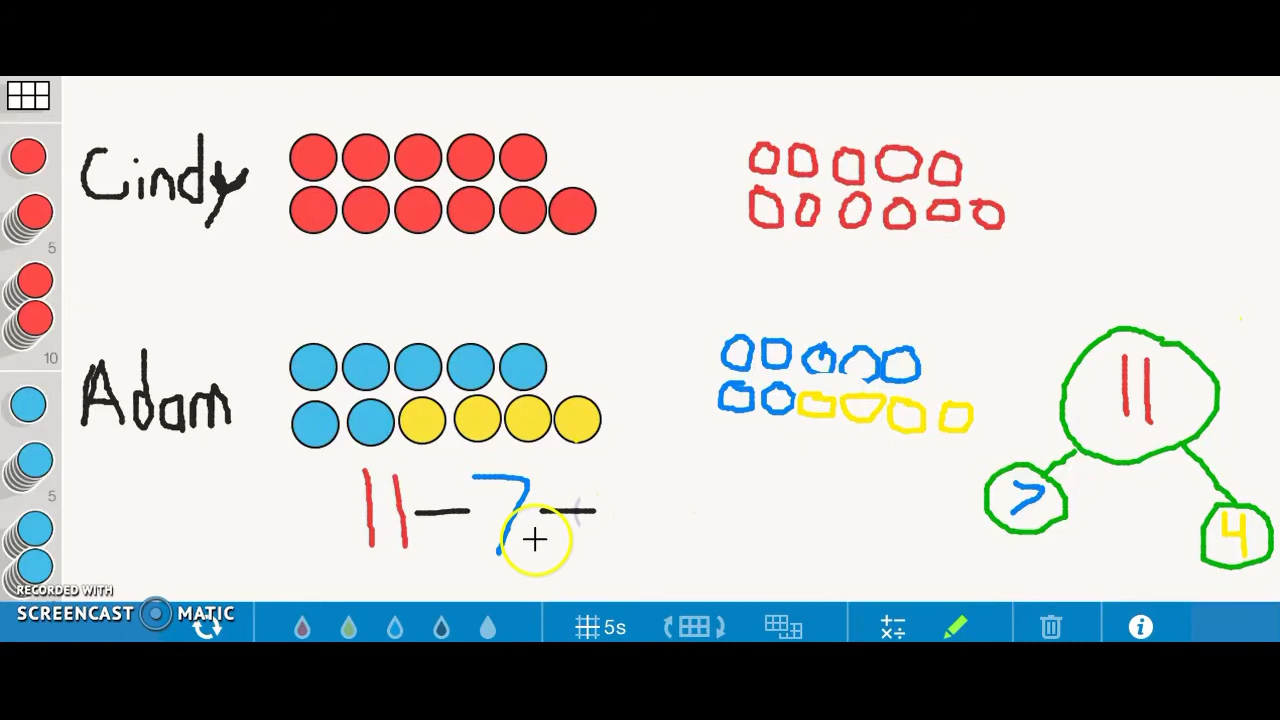 Cindy
5
10
11
Adam
7
4
5
11 - 7 -
RECORDED WITH
SCREENCAST MATIC
5s